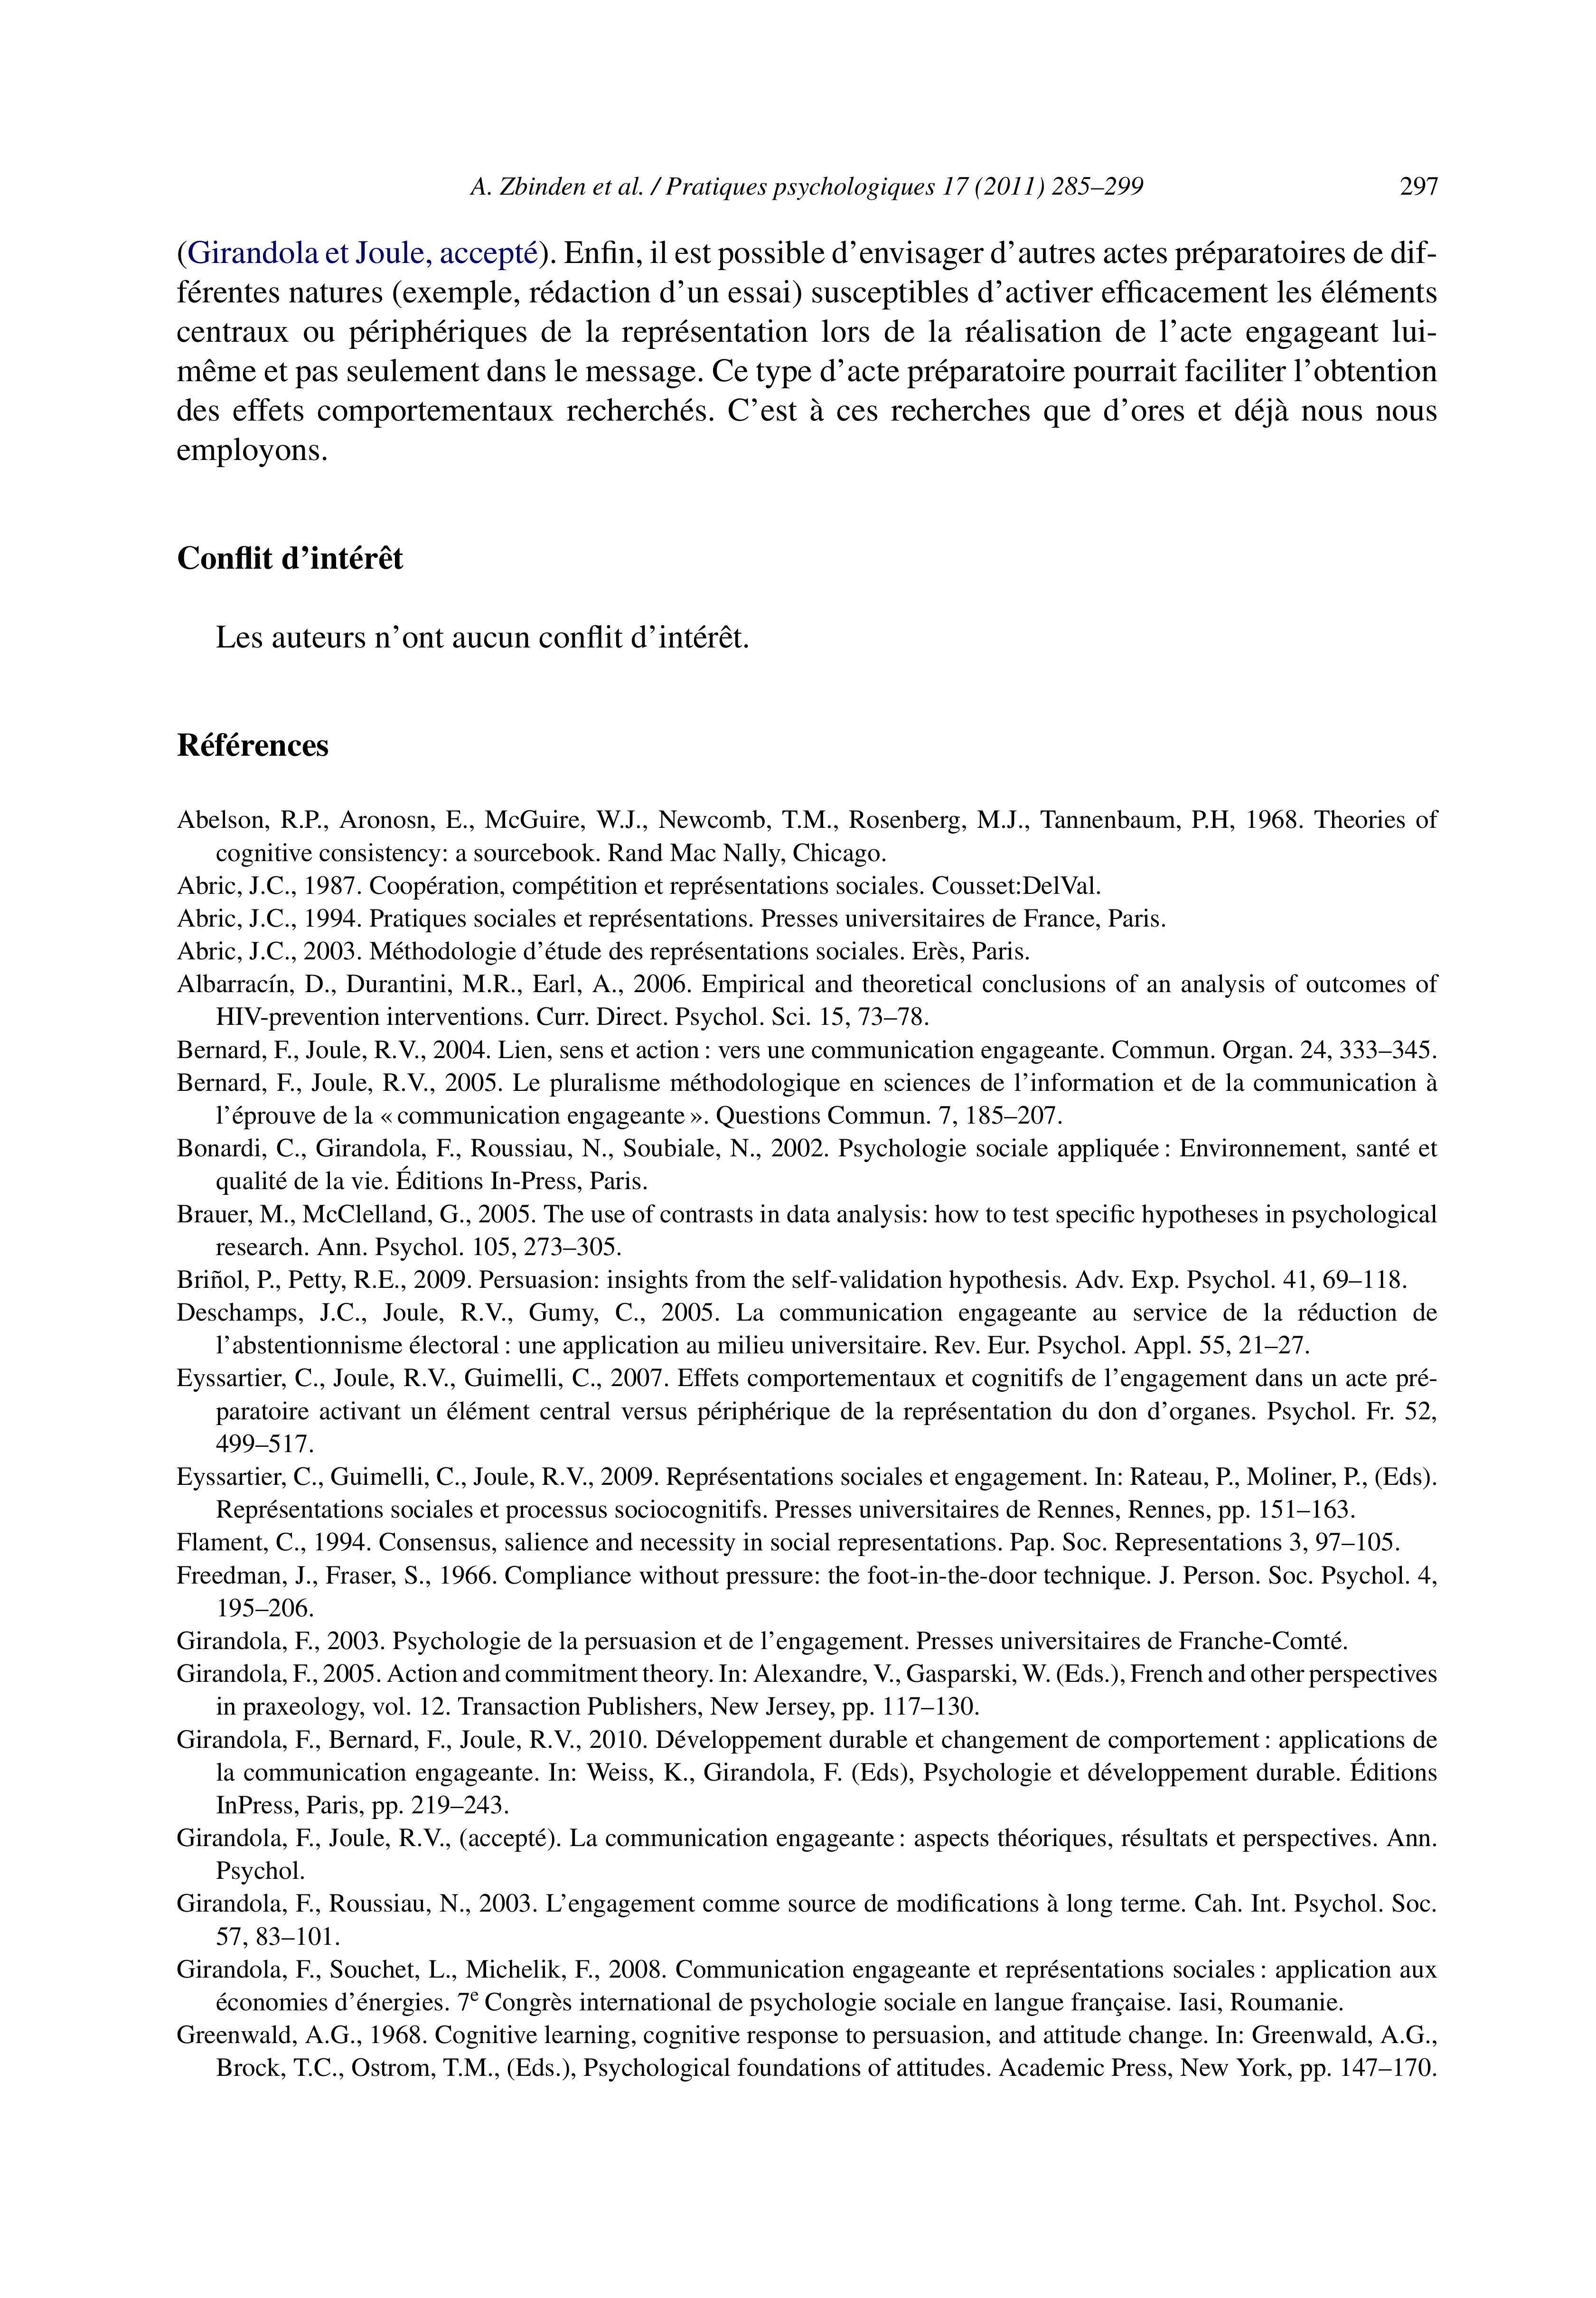 A. Zbinden et al. / Pratiques psychologiques 17 (2011) 285–299 297
(Girandola et Joule, accepté). Enfin, il est possible d’envisager d’autres actes préparatoires de dif-
férentes natures (exemple, rédaction d’un essai) susceptibles d’activer efficacement les éléments
centraux ou périphériques de la représentation lors de la réalisation de l’acte engageant lui-
même et pas seulement dans le message. Ce type d’acte préparatoire pourrait faciliter l’obtention
des effets comportementaux recherchés. C’est à ces recherches que d’ores et déjà nous nous
employons.
Conflit d’intérêt
Les auteurs n’ont aucun conflit d’intérêt.
Références
Abelson, R.P., Aronosn, E., McGuire, W.J., Newcomb, T.M., Rosenberg, M.J., Tannenbaum, P.H, 1968. Theories of
cognitive consistency: a sourcebook. Rand Mac Nally, Chicago.
Abric, J.C., 1987. Coopération, compétition et représentations sociales. Cousset:DelVal.
Abric, J.C., 1994. Pratiques sociales et représentations. Presses universitaires de France, Paris.
Abric, J.C., 2003. Méthodologie d’étude des représentations sociales. Erès, Paris.
Albarracín, D., Durantini, M.R., Earl, A., 2006. Empirical and theoretical conclusions of an analysis of outcomes of
HIV-prevention interventions. Curr. Direct. Psychol. Sci. 15, 73–78.
Bernard, F., Joule, R.V., 2004. Lien, sens et action : vers une communication engageante. Commun. Organ. 24, 333–345.
Bernard, F., Joule, R.V., 2005. Le pluralisme méthodologique en sciences de l’information et de la communication à
l’éprouve de la « communication engageante ». Questions Commun. 7, 185–207.
Bonardi, C., Girandola, F., Roussiau, N., Soubiale, N., 2002. Psychologie sociale appliquée : Environnement, santé et
qualité de la vie. Éditions In-Press, Paris.
Brauer, M., McClelland, G., 2005. The use of contrasts in data analysis: how to test specific hypotheses in psychological
research. Ann. Psychol. 105, 273–305.
Briñol, P., Petty, R.E., 2009. Persuasion: insights from the self-validation hypothesis. Adv. Exp. Psychol. 41, 69–118.
Deschamps, J.C., Joule, R.V., Gumy, C., 2005. La communication engageante au service de la réduction de
l’abstentionnisme électoral : une application au milieu universitaire. Rev. Eur. Psychol. Appl. 55, 21–27.
Eyssartier, C., Joule, R.V., Guimelli, C., 2007. Effets comportementaux et cognitifs de l’engagement dans un acte pré-
paratoire activant un élément central versus périphérique de la représentation du don d’organes. Psychol. Fr. 52,
499–517.
Eyssartier, C., Guimelli, C., Joule, R.V., 2009. Représentations sociales et engagement. In: Rateau, P., Moliner, P., (Eds).
Représentations sociales et processus sociocognitifs. Presses universitaires de Rennes, Rennes, pp. 151–163.
Flament, C., 1994. Consensus, salience and necessity in social representations. Pap. Soc. Representations 3, 97–105.
Freedman, J., Fraser, S., 1966. Compliance without pressure: the foot-in-the-door technique. J. Person. Soc. Psychol. 4,
195–206.
Girandola, F., 2003. Psychologie de la persuasion et de l’engagement. Presses universitaires de Franche-Comté.
Girandola, F., 2005. Action and commitment theory. In: Alexandre, V., Gasparski, W. (Eds.), French and other perspectives
in praxeology, vol. 12. Transaction Publishers, New Jersey, pp. 117–130.
Girandola, F., Bernard, F., Joule, R.V., 2010. Développement durable et changement de comportement : applications de
la communication engageante. In: Weiss, K., Girandola, F. (Eds), Psychologie et développement durable. Éditions
InPress, Paris, pp. 219–243.
Girandola, F., Joule, R.V., (accepté). La communication engageante : aspects théoriques, résultats et perspectives. Ann.
Psychol.
Girandola, F., Roussiau, N., 2003. L’engagement comme source de modifications à long terme. Cah. Int. Psychol. Soc.
57, 83–101.
Girandola, F., Souchet, L., Michelik, F., 2008. Communication engageante et représentations sociales : application aux
économies d’énergies. 7e Congrès international de psychologie sociale en langue française. Iasi, Roumanie.
Greenwald, A.G., 1968. Cognitive learning, cognitive response to persuasion, and attitude change. In: Greenwald, A.G.,
Brock, T.C., Ostrom, T.M., (Eds.), Psychological foundations of attitudes. Academic Press, New York, pp. 147–170.